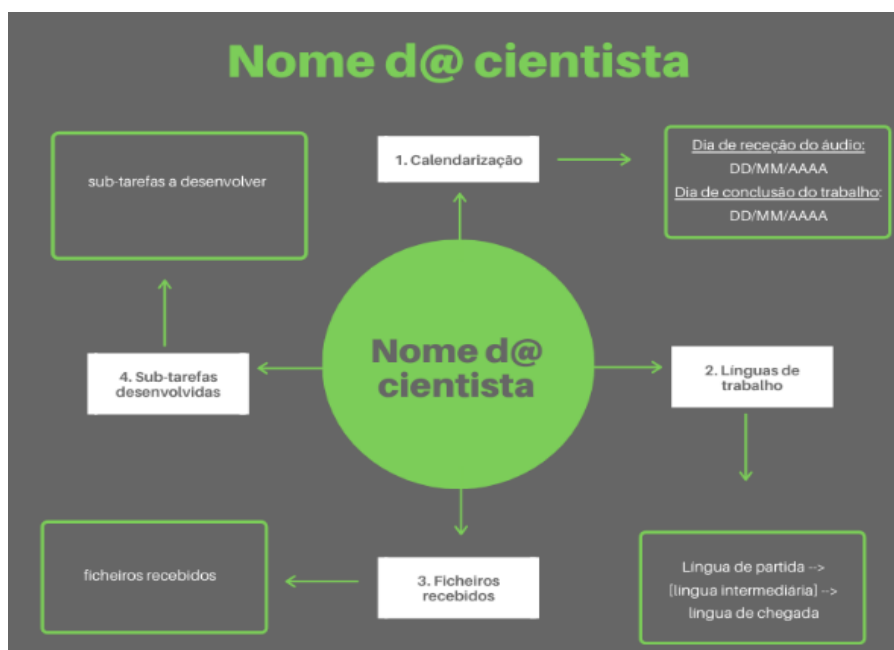 Nome d@ cientista
1. Calendarização
Dia de receção do áudio:
DD/MM/AAAA
Dia de conclusão do trabalho:
DD/MM/AAAA
sub-tarefas a desenvolver
Nome d@
cientista
4. Sub-tarefas
desenvolvidas
2. Línguas de
trabalho
ficheiros recebidos
3. Ficheiros
recebidos
Língua de partida -->
[língua intermediária] -->
língua de chegada